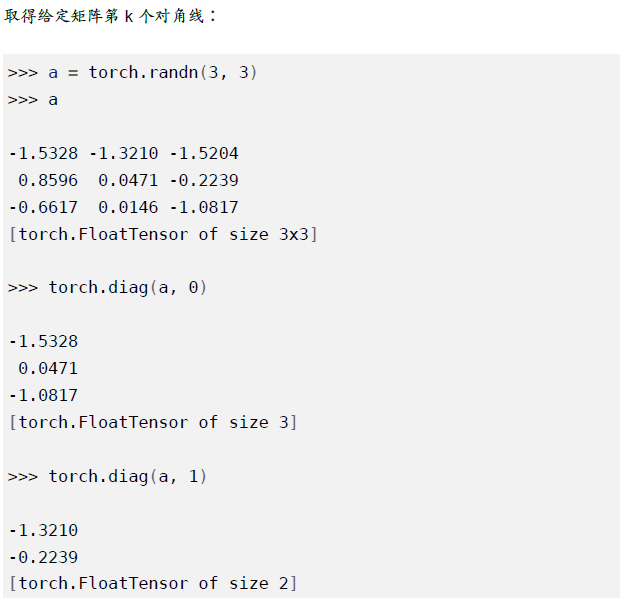 取得给定矩阵第 k 个对角线：
>>> a = torch.randn(3, 3)
>>> a
-1.5328 -1.3210 -1.5204
 0.8596  0.0471 -0.2239
-0.6617  0.0146 -1.0817
[torch.FloatTensor of size 3x3]
>>> torch.diag(a, 0)
-1.5328
 0.0471
-1.0817
[torch.FloatTensor of size 3]
>>> torch.diag(a, 1)
-1.3210
-0.2239
[torch.FloatTensor of size 2]